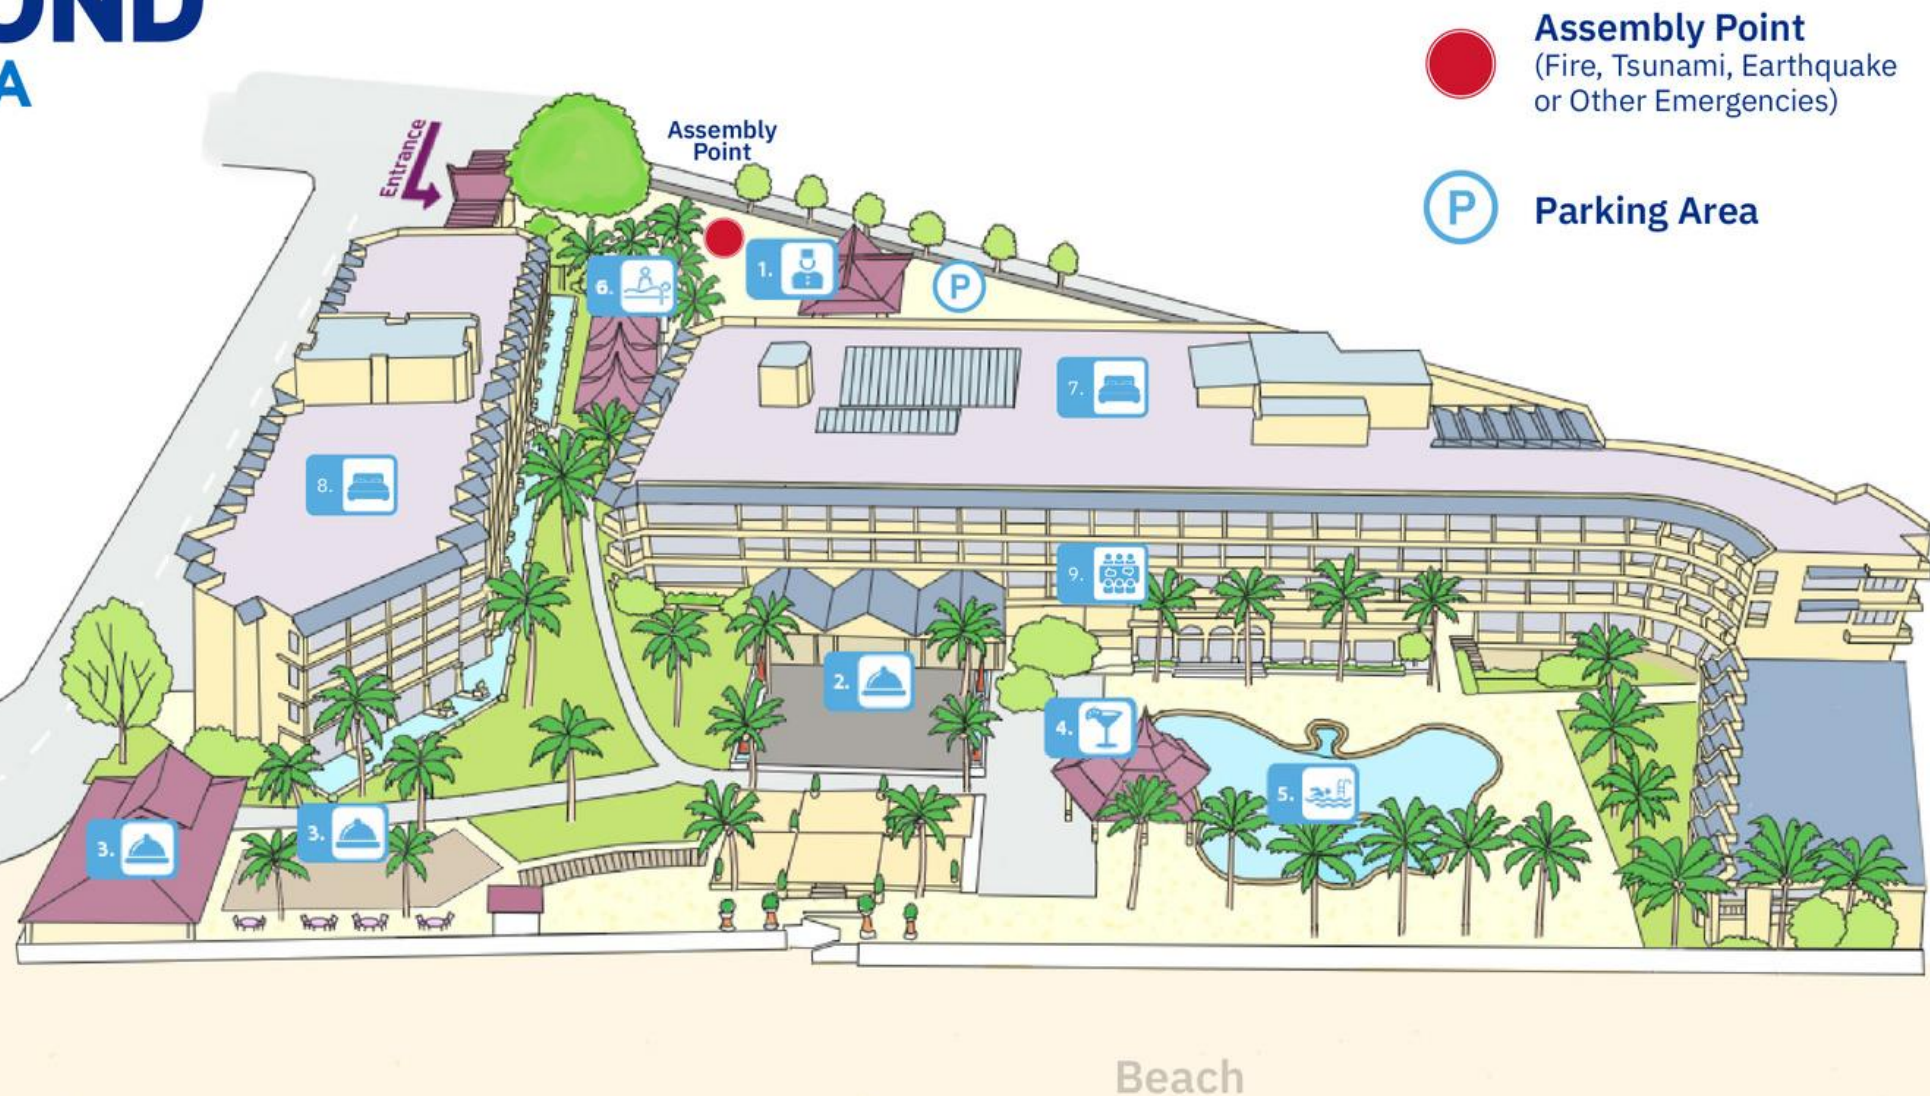 OUND
A
Assembly Point
(Fire, Tsunami, Earthquake
or Other Emergencies)
P
Parking Area
Entrance
Assembly
Point
1.
6.
P
7.
8.
9.
2.
4.
5.
3.
3.
Beach